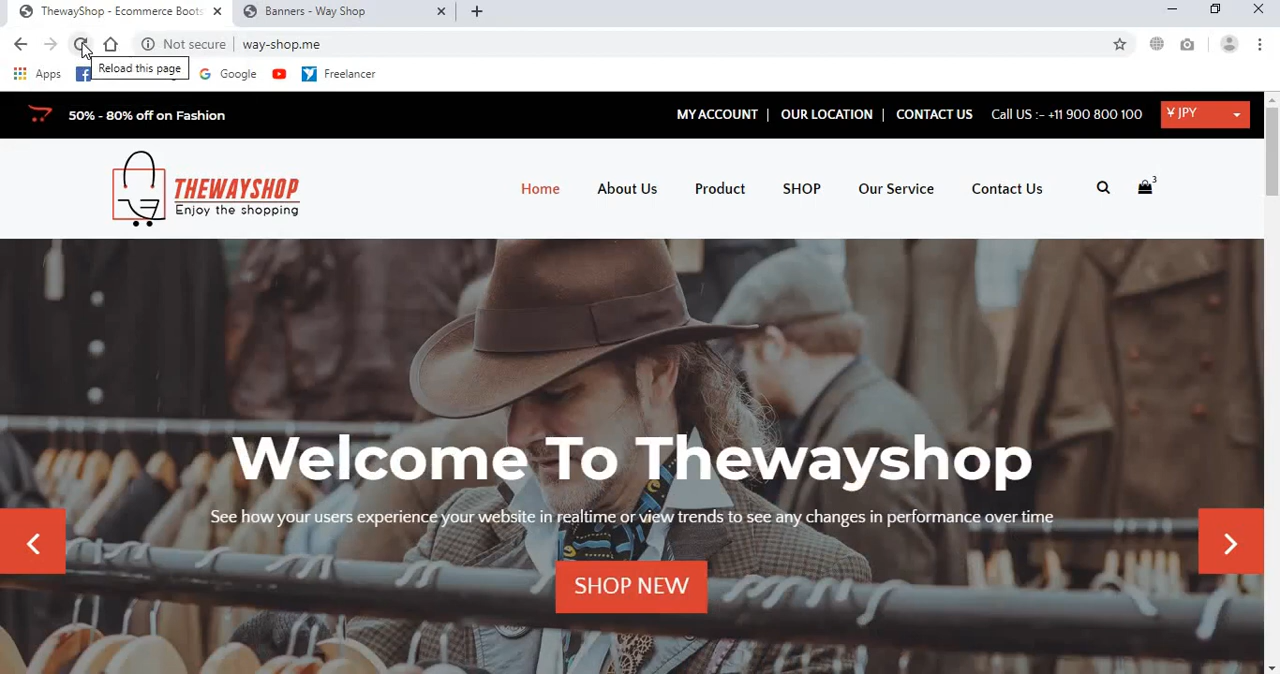 ThewayShop - Ecommerce Boots
Banners - Way Shop
Not secure
way-shop.me
Reload this page
Apps
Google
Freelancer
50% - 80% off on Fashion
MY ACCOUNT | OUR LOCATION | CONTACT US
Call US :- +11 900 800 100
¥ JPY
THEWAYSHOP
Enjoy the shopping
Home
About Us
Product
SHOP
Our Service
Contact Us
3
Welcome To Thewayshop
See how your users experience your website in realtime or view trends to see any changes in performance over time
SHOP NEW